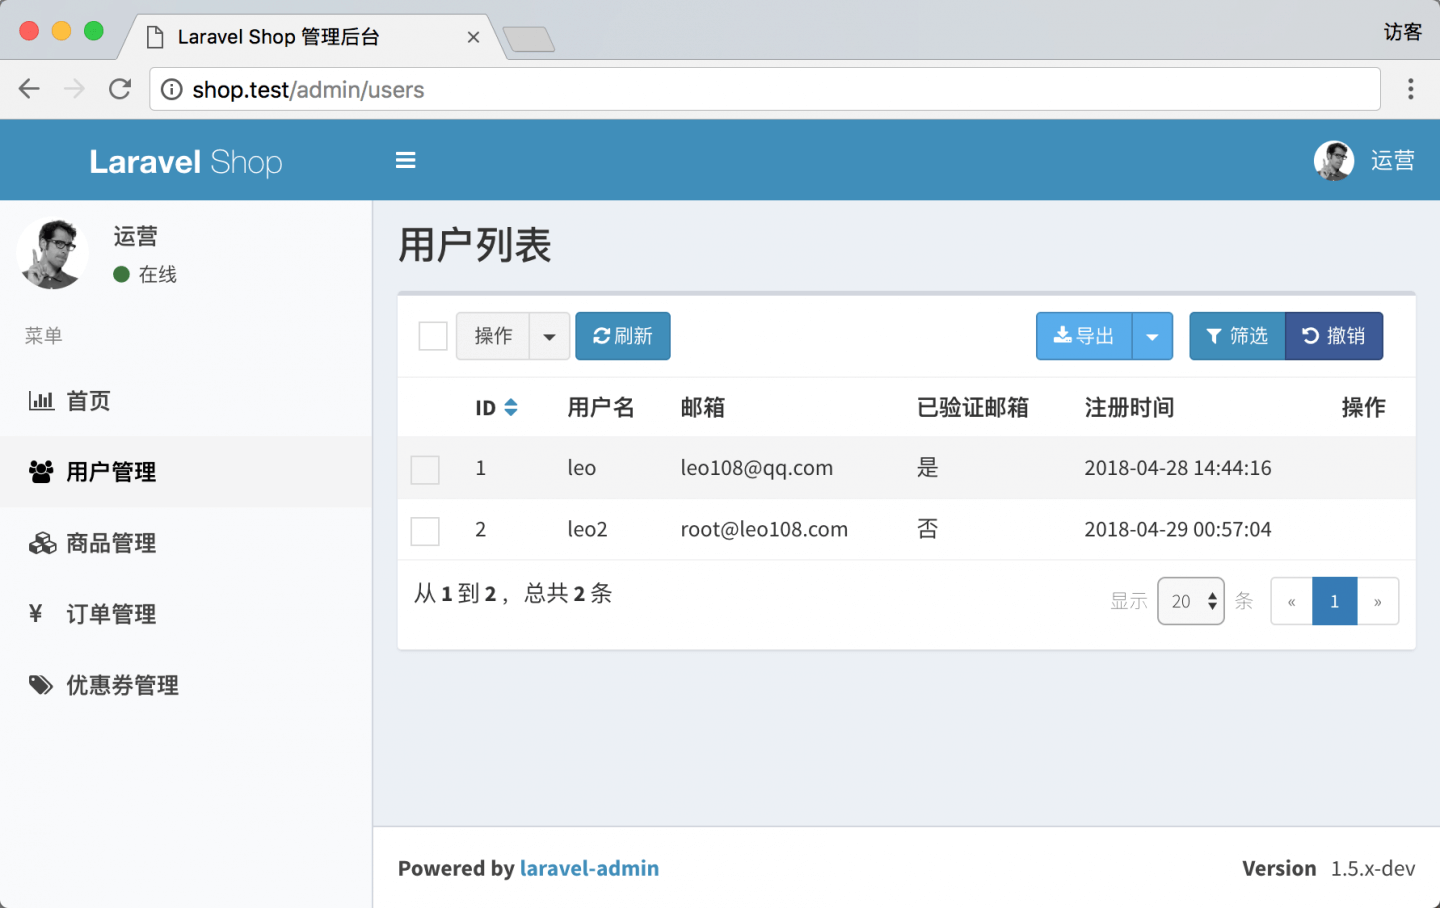 Laravel Shop 管理后台
访客
shop.test/admin/users
Laravel Shop
运营
运营
在线
菜单
首页
用户管理
商品管理
¥ 订单管理
优惠券管理
用户列表
操作 刷新 导出 筛选 撤销
ID 用户名 邮箱 已验证邮箱 注册时间 操作
1 leo leo108@qq.com 是 2018-04-28 14:44:16
2 leo2 root@leo108.com 否 2018-04-29 00:57:04
从 1 到 2 ，总共 2 条
显示 20 条 « 1 »
Powered by laravel-admin
Version 1.5.x-dev